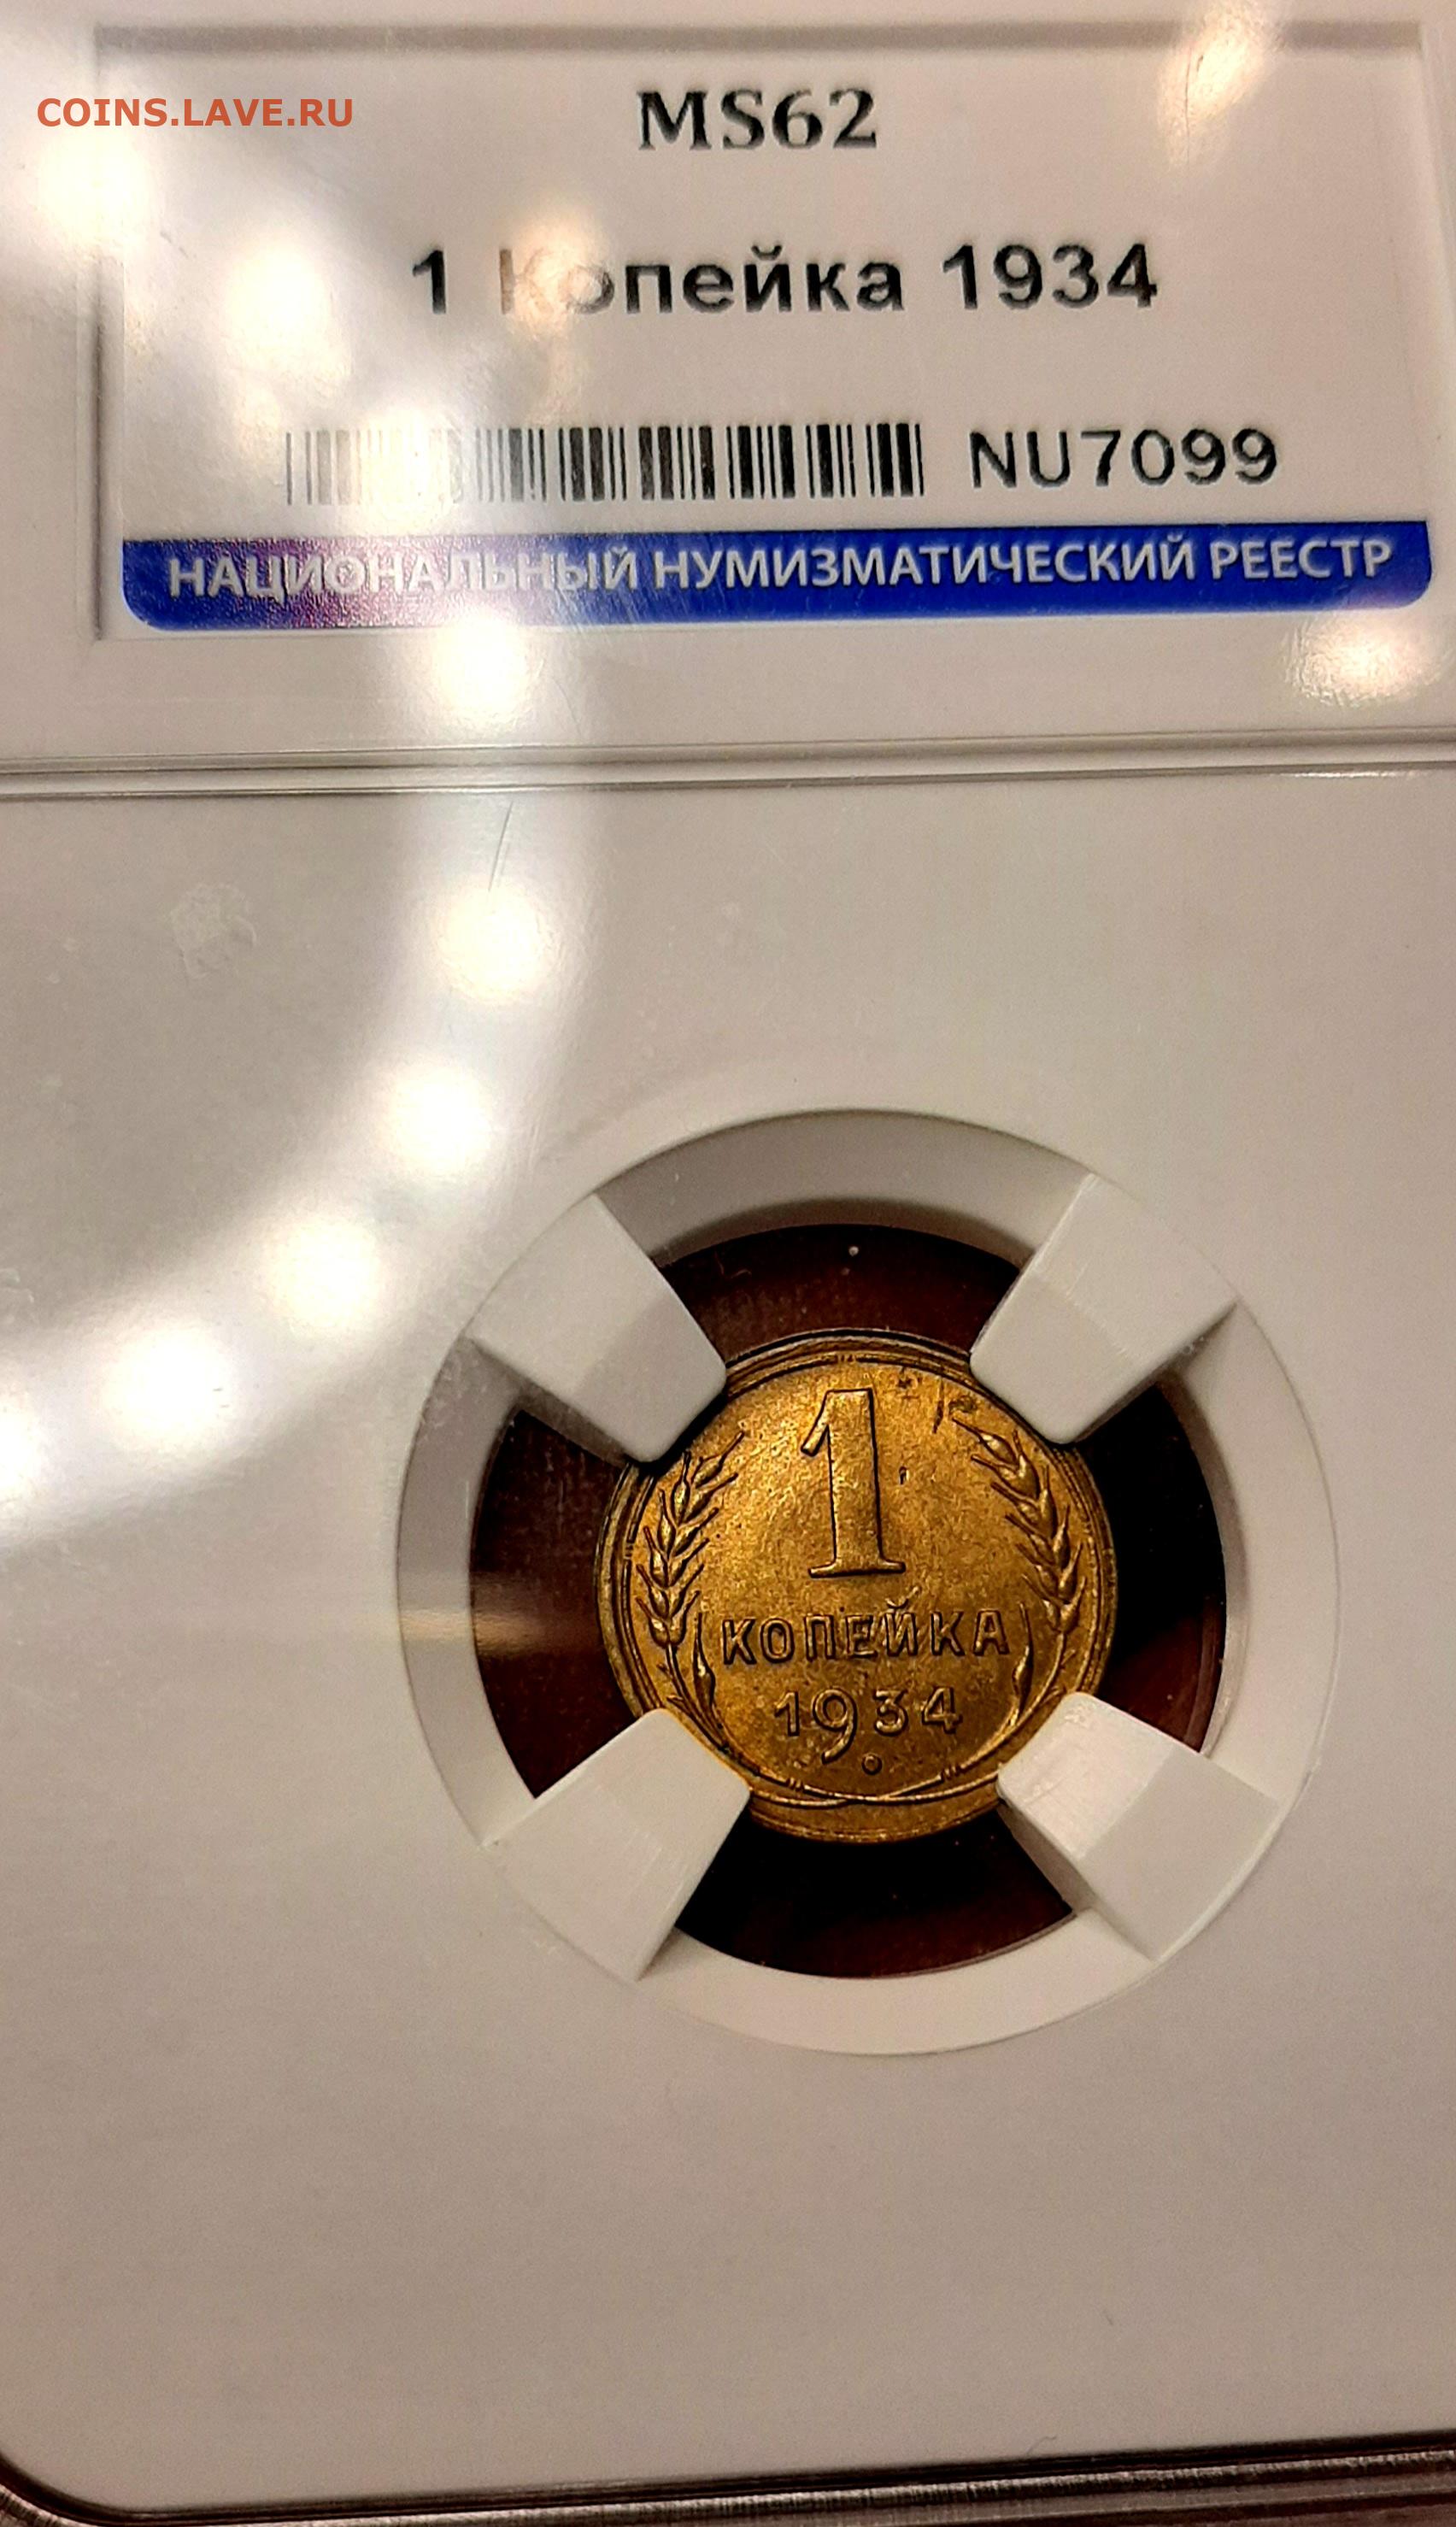 COINS.LAVE.RU
MS62
1 Копейка 1934
NU7099
НАЦИОНАЛЬНЫЙ НУМИЗМАТИЧЕСКИЙ РЕЕСТР
1
КОПЕЙКА
1934